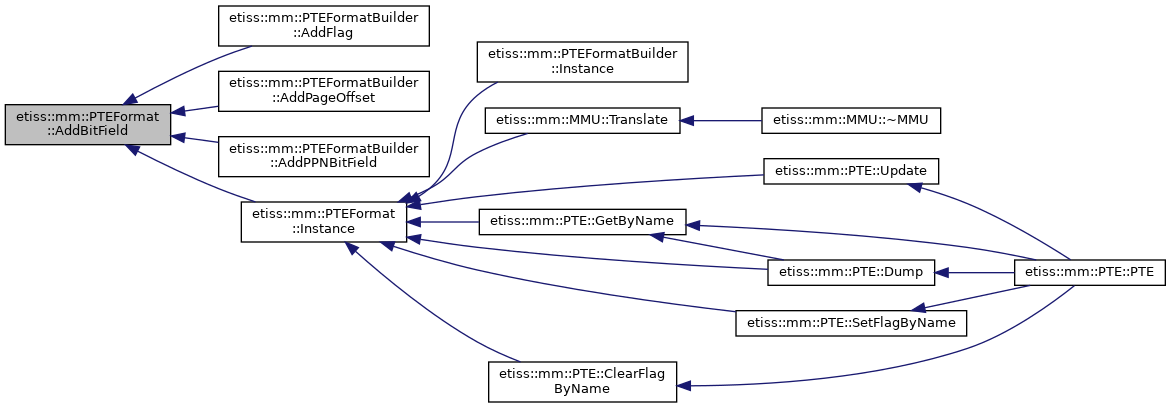 etiss::mm::PTEFormat
::AddBitField
etiss::mm::PTEFormatBuilder
::AddFlag
etiss::mm::PTEFormatBuilder
::AddPageOffset
etiss::mm::PTEFormatBuilder
::AddPPNBitField
etiss::mm::PTEFormat
::Instance
etiss::mm::PTEFormatBuilder
::Instance
etiss::mm::MMU::Translate
etiss::mm::MMU::~MMU
etiss::mm::PTE::Update
etiss::mm::PTE::GetByName
etiss::mm::PTE::Dump
etiss::mm::PTE::PTE
etiss::mm::PTE::SetFlagByName
etiss::mm::PTE::ClearFlag
ByName